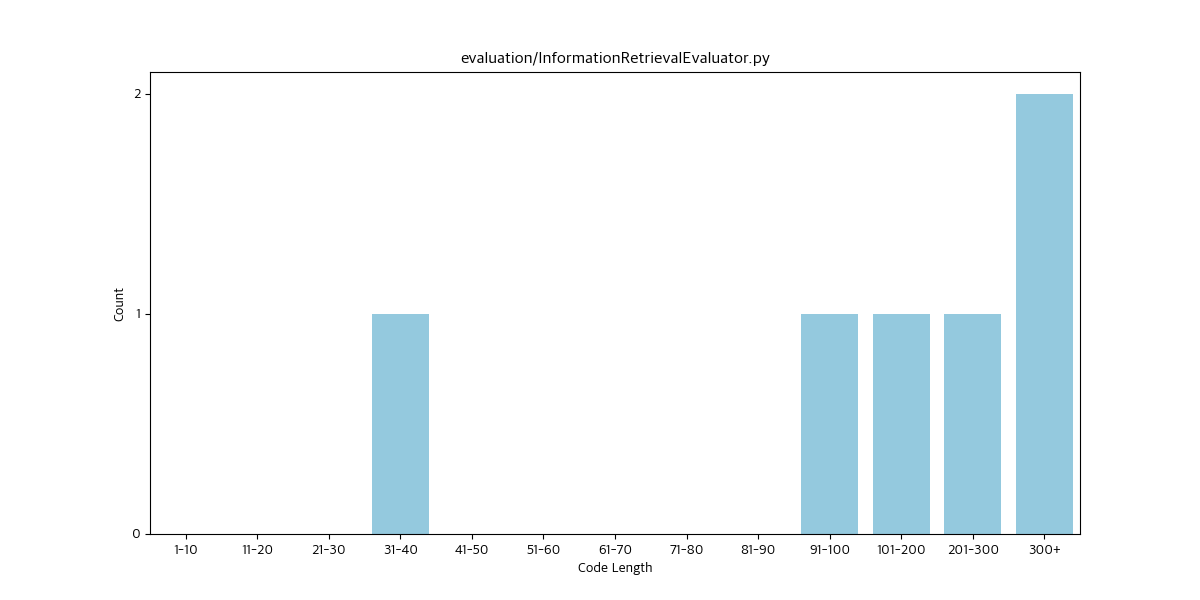 evaluation/InformationRetrievalEvaluator.py
2
1
0
Count
1-10 11-20 21-30 31-40 41-50 51-60 61-70 71-80 81-90 91-100 101-200 201-300 300+
Code Length